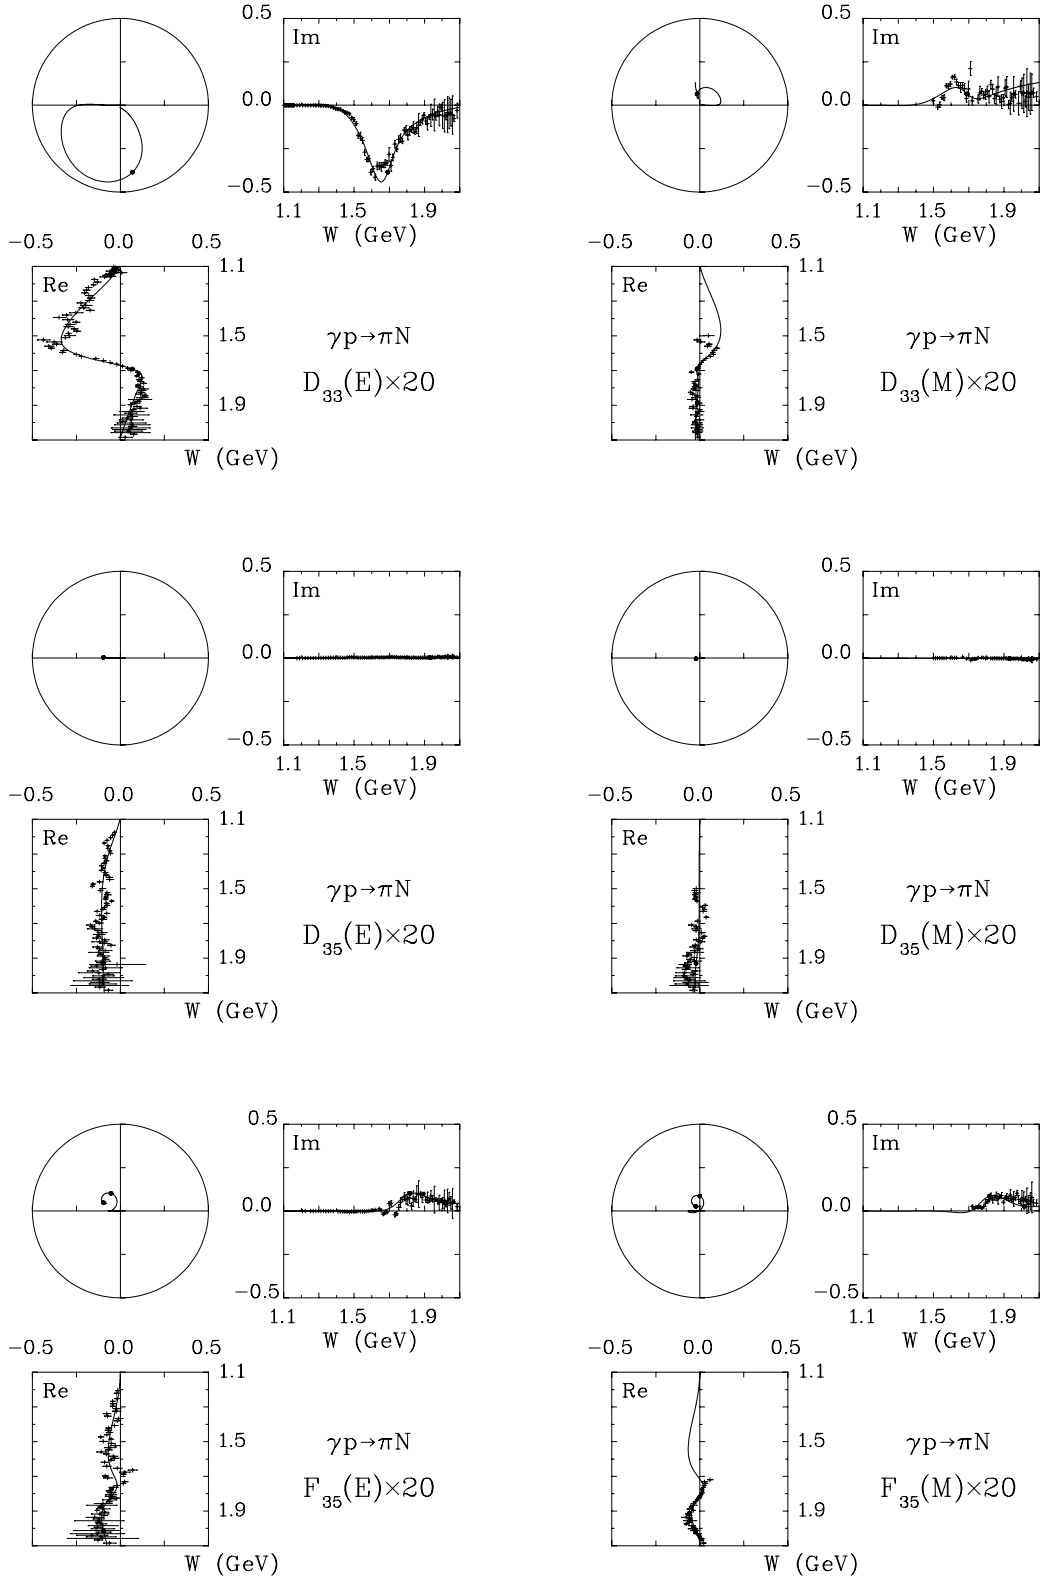 0.5
Im
0.0
−0.5
1.1 1.5 1.9
W (GeV)
−0.5 0.0 0.5
Re
1.1
1.5
1.9
W (GeV)
γp→πN
D₃₃(E)×20
0.5
Im
0.0
−0.5
1.1 1.5 1.9
W (GeV)
−0.5 0.0 0.5
Re
1.1
1.5
1.9
W (GeV)
γp→πN
D₃₃(M)×20
0.5
Im
0.0
−0.5
1.1 1.5 1.9
W (GeV)
−0.5 0.0 0.5
Re
1.1
1.5
1.9
W (GeV)
γp→πN
D₃₅(E)×20
0.5
Im
0.0
−0.5
1.1 1.5 1.9
W (GeV)
−0.5 0.0 0.5
Re
1.1
1.5
1.9
W (GeV)
γp→πN
D₃₅(M)×20
0.5
Im
0.0
−0.5
1.1 1.5 1.9
W (GeV)
−0.5 0.0 0.5
Re
1.1
1.5
1.9
W (GeV)
γp→πN
F₃₅(E)×20
0.5
Im
0.0
−0.5
1.1 1.5 1.9
W (GeV)
−0.5 0.0 0.5
Re
1.1
1.5
1.9
W (GeV)
γp→πN
F₃₅(M)×20